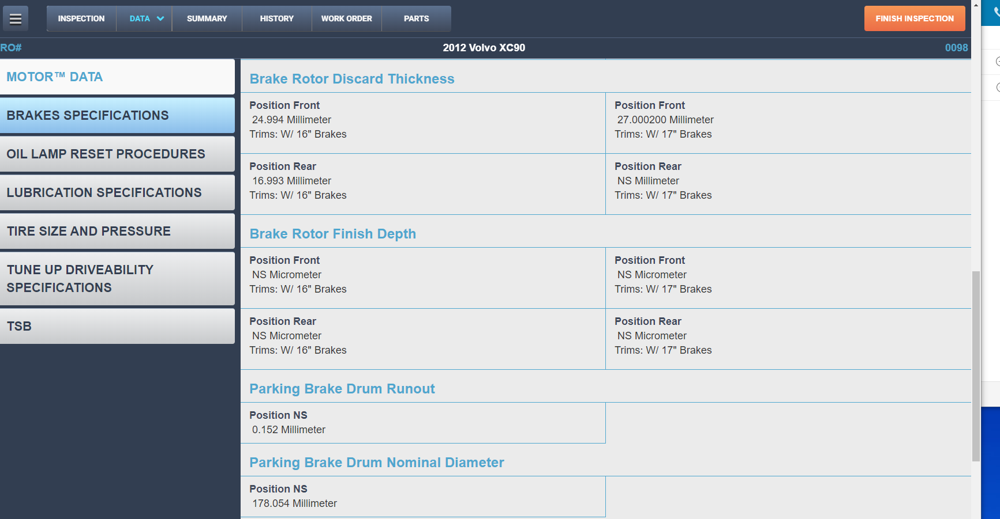 INSPECTION
DATA
SUMMARY
HISTORY
WORK ORDER
PARTS
FINISH INSPECTION
RO#
2012 Volvo XC90
0098
MOTOR™ DATA
BRAKES SPECIFICATIONS
OIL LAMP RESET PROCEDURES
LUBRICATION SPECIFICATIONS
TIRE SIZE AND PRESSURE
TUNE UP DRIVEABILITY
SPECIFICATIONS
TSB
Brake Rotor Discard Thickness
Position Front
24.994 Millimeter
Trims: W/ 16" Brakes
Position Front
27.000200 Millimeter
Trims: W/ 17" Brakes
Position Rear
16.993 Millimeter
Trims: W/ 16" Brakes
Position Rear
NS Millimeter
Trims: W/ 17" Brakes
Brake Rotor Finish Depth
Position Front
NS Micrometer
Trims: W/ 16" Brakes
Position Front
NS Micrometer
Trims: W/ 17" Brakes
Position Rear
NS Micrometer
Trims: W/ 16" Brakes
Position Rear
NS Micrometer
Trims: W/ 17" Brakes
Parking Brake Drum Runout
Position NS
0.152 Millimeter
Parking Brake Drum Nominal Diameter
Position NS
178.054 Millimeter